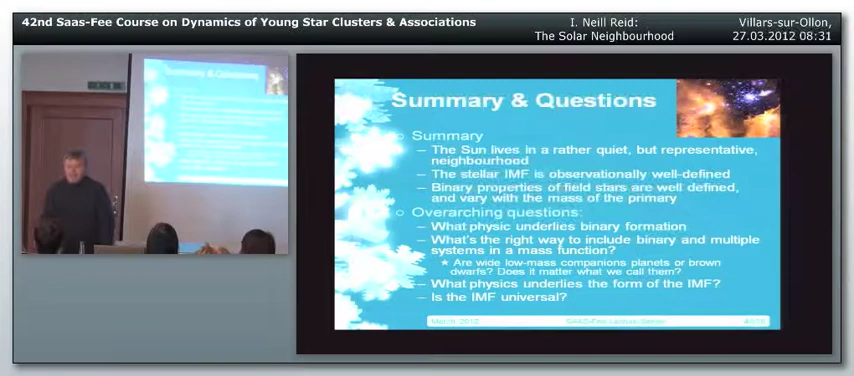 42nd Saas-Fee Course on Dynamics of Young Star Clusters & Associations
I. Neill Reid:
The Solar Neighbourhood
Villars-sur-Ollon,
27.03.2012 08:31
Summary & Questions
Summary & Questions
Summary
– The Sun lives in a rather quiet, but representative,
neighbourhood
– The stellar IMF is observationally well-defined
– Binary properties of field stars are well defined,
and vary with the mass of the primary
Overarching questions:
– What physic underlies binary formation
– What's the right way to include binary and multiple
systems in a mass function?
★ Are wide low-mass companions planets or brown
dwarfs? Does it matter what we call them?
– What physics underlies the form of the IMF?
– Is the IMF universal?
March, 2012